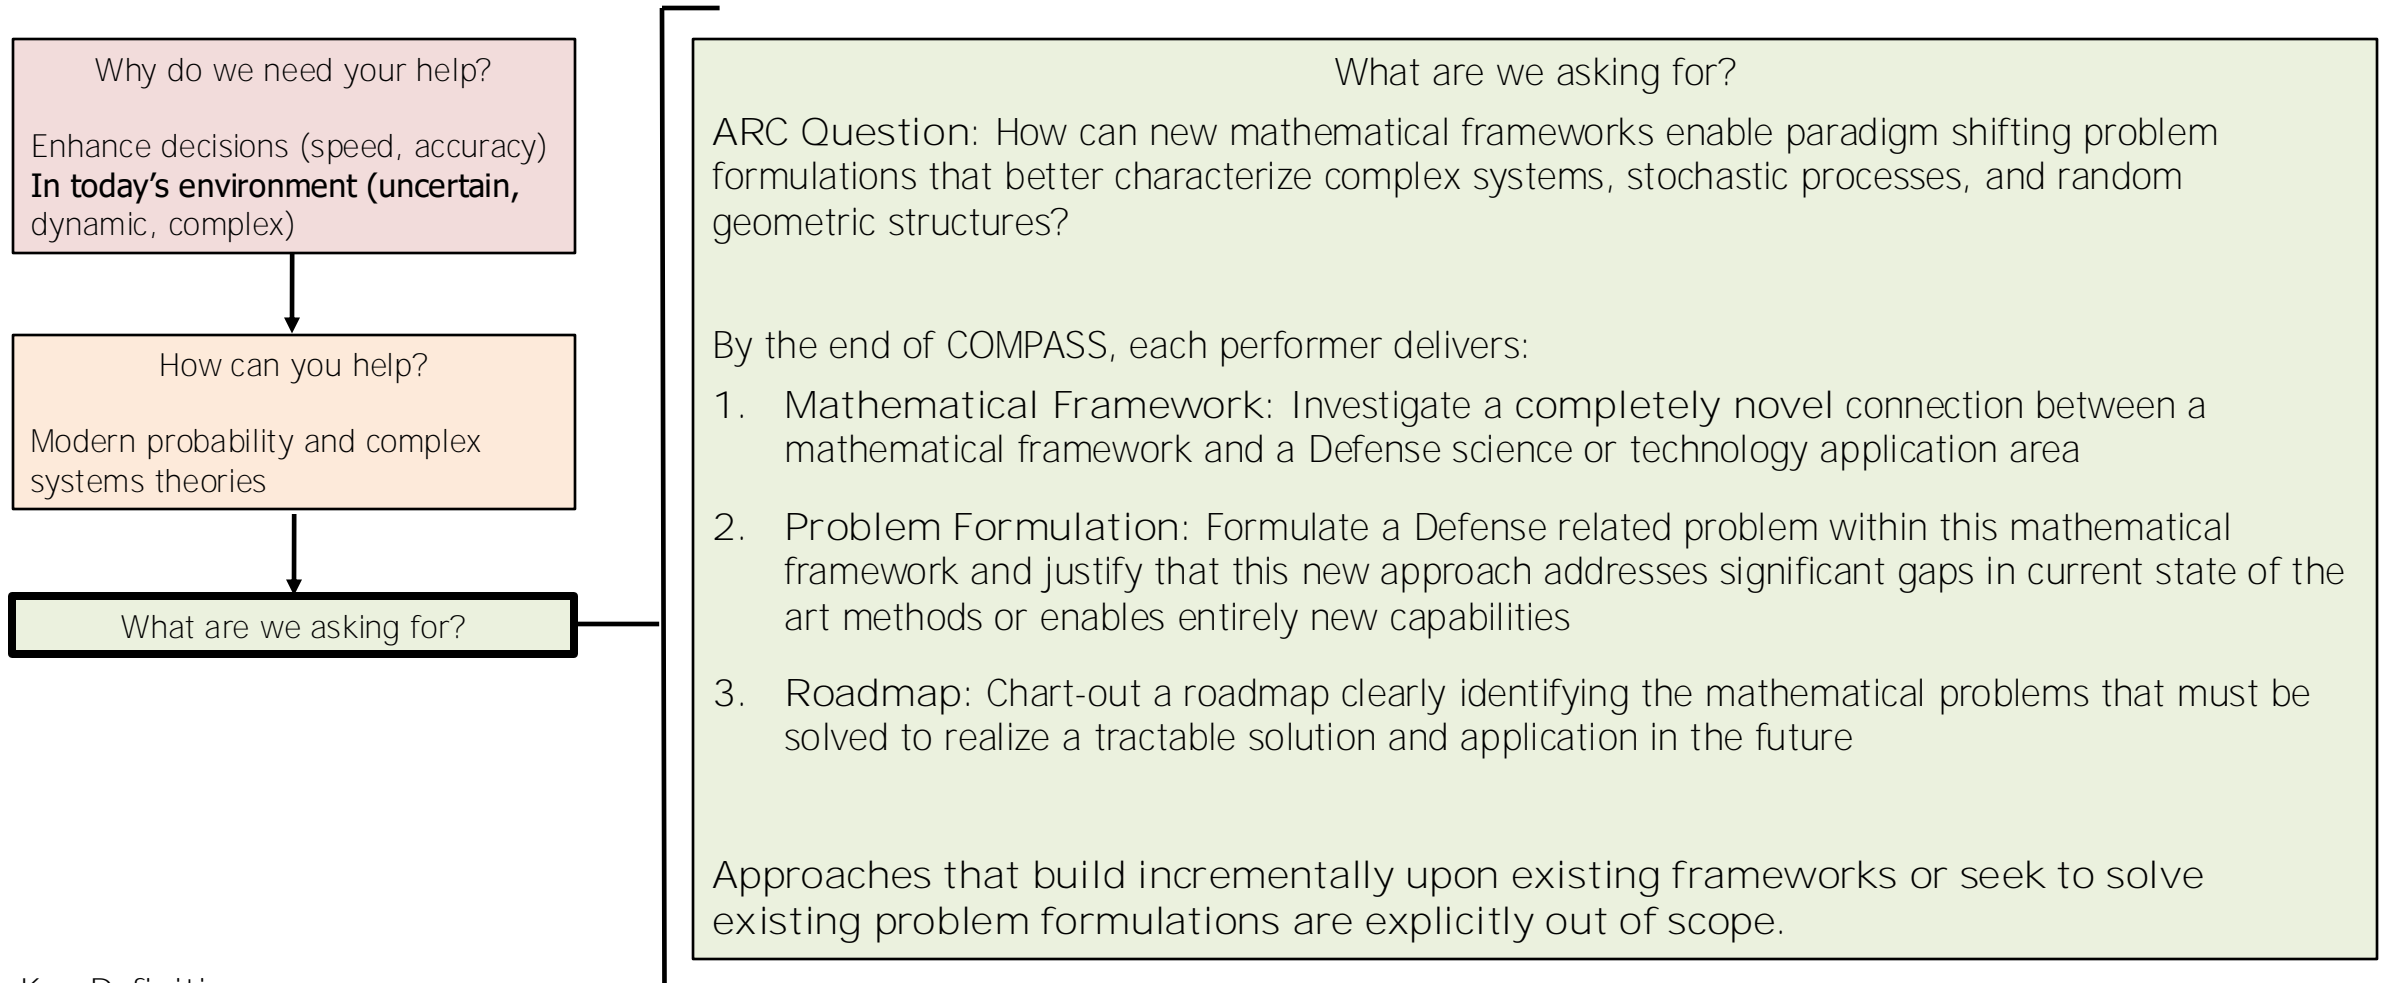 Why do we need your help?
Enhance decisions (speed, accuracy)
In today's environment (uncertain,
dynamic, complex)
How can you help?
Modern probability and complex
systems theories
What are we asking for?
What are we asking for?
ARC Question: How can new mathematical frameworks enable paradigm shifting problem
formulations that better characterize complex systems, stochastic processes, and random
geometric structures?
By the end of COMPASS, each performer delivers:
1. Mathematical Framework: Investigate a completely novel connection between a
mathematical framework and a Defense science or technology application area
2. Problem Formulation: Formulate a Defense related problem within this mathematical
framework and justify that this new approach addresses significant gaps in current state of the
art methods or enables entirely new capabilities
3. Roadmap: Chart-out a roadmap clearly identifying the mathematical problems that must be
solved to realize a tractable solution and application in the future
Approaches that build incrementally upon existing frameworks or seek to solve
existing problem formulations are explicitly out of scope.